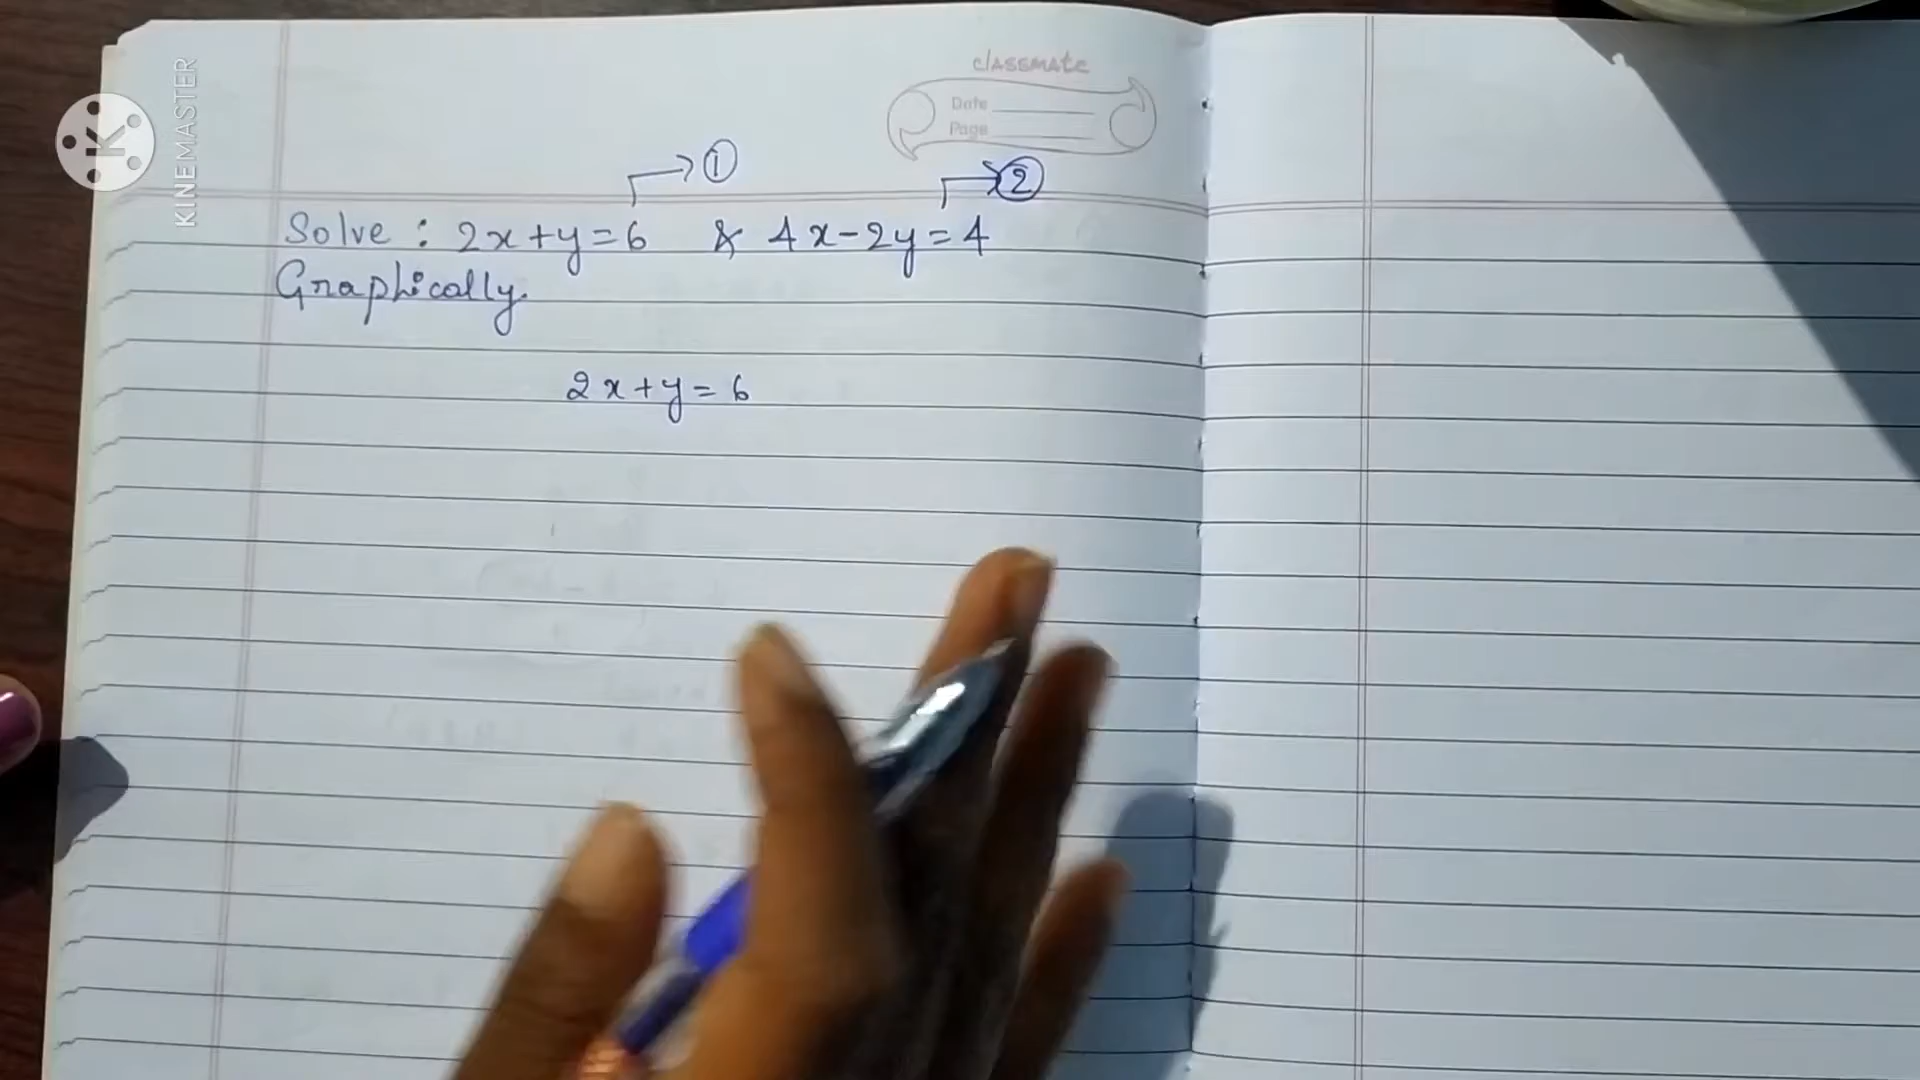 KINEMASTER
classmate
Date
Page
① ②
Solve : 2x+y=6 & 4x-2y=4
Graphically.
2x+y=6